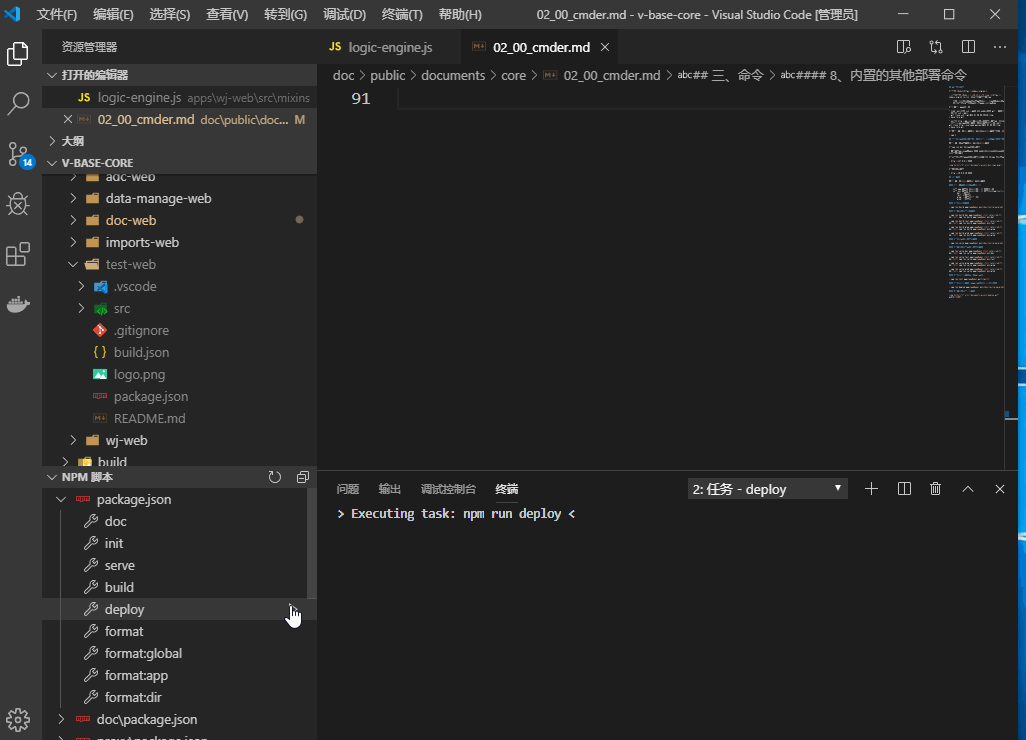 文件(F) 编辑(E) 选择(S) 查看(V) 转到(G) 调试(D) 终端(T) 帮助(H) 02_00_cmder.md - v-base-core - Visual Studio Code [管理员]
资源管理器
打开的编辑器
JS logic-engine.js apps\wj-web\src\mixins
02_00_cmder.md doc\public\doc... M
大纲
V-BASE-CORE
adc-web
data-manage-web
doc-web
imports-web
test-web
.vscode
src
.gitignore
{ } build.json
logo.png
package.json
README.md
wj-web
build
NPM 脚本
package.json
doc
init
serve
build
deploy
format
format:global
format:app
format:dir
doc\package.json
14
JS logic-engine.js
02_00_cmder.md
doc > public > documents > core > 02_00_cmder.md > abc## 三、命令 > abc#### 8、内置的其他部署命令
91
问题 输出 调试控制台 终端 2: 任务 - deploy
> Executing task: npm run deploy <